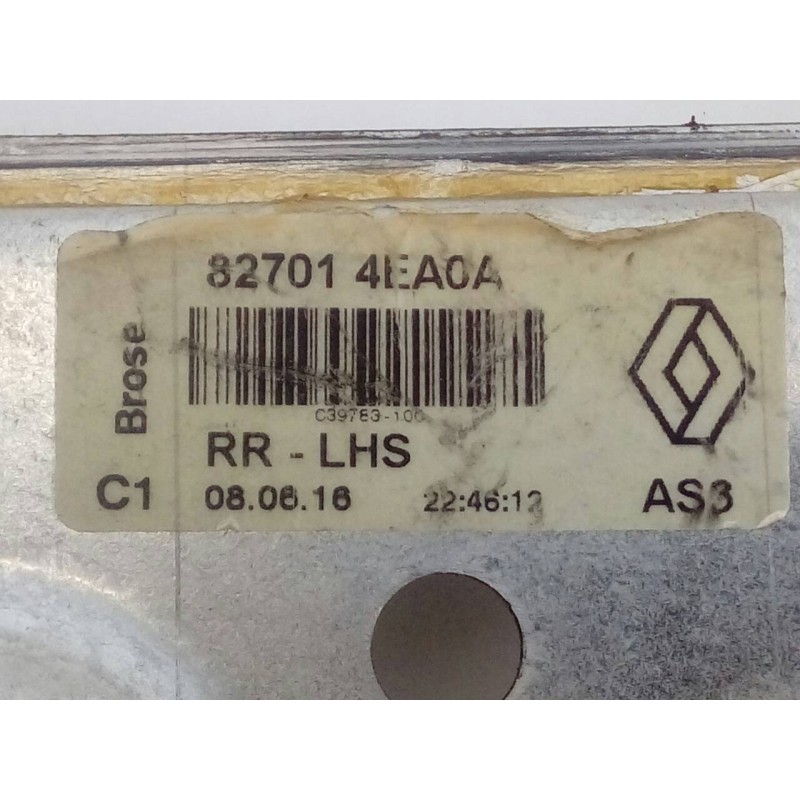 82701 4EA0A
Brose
C39783-100
RR - LHS
C1
08.06.16
22:46:12
AS3